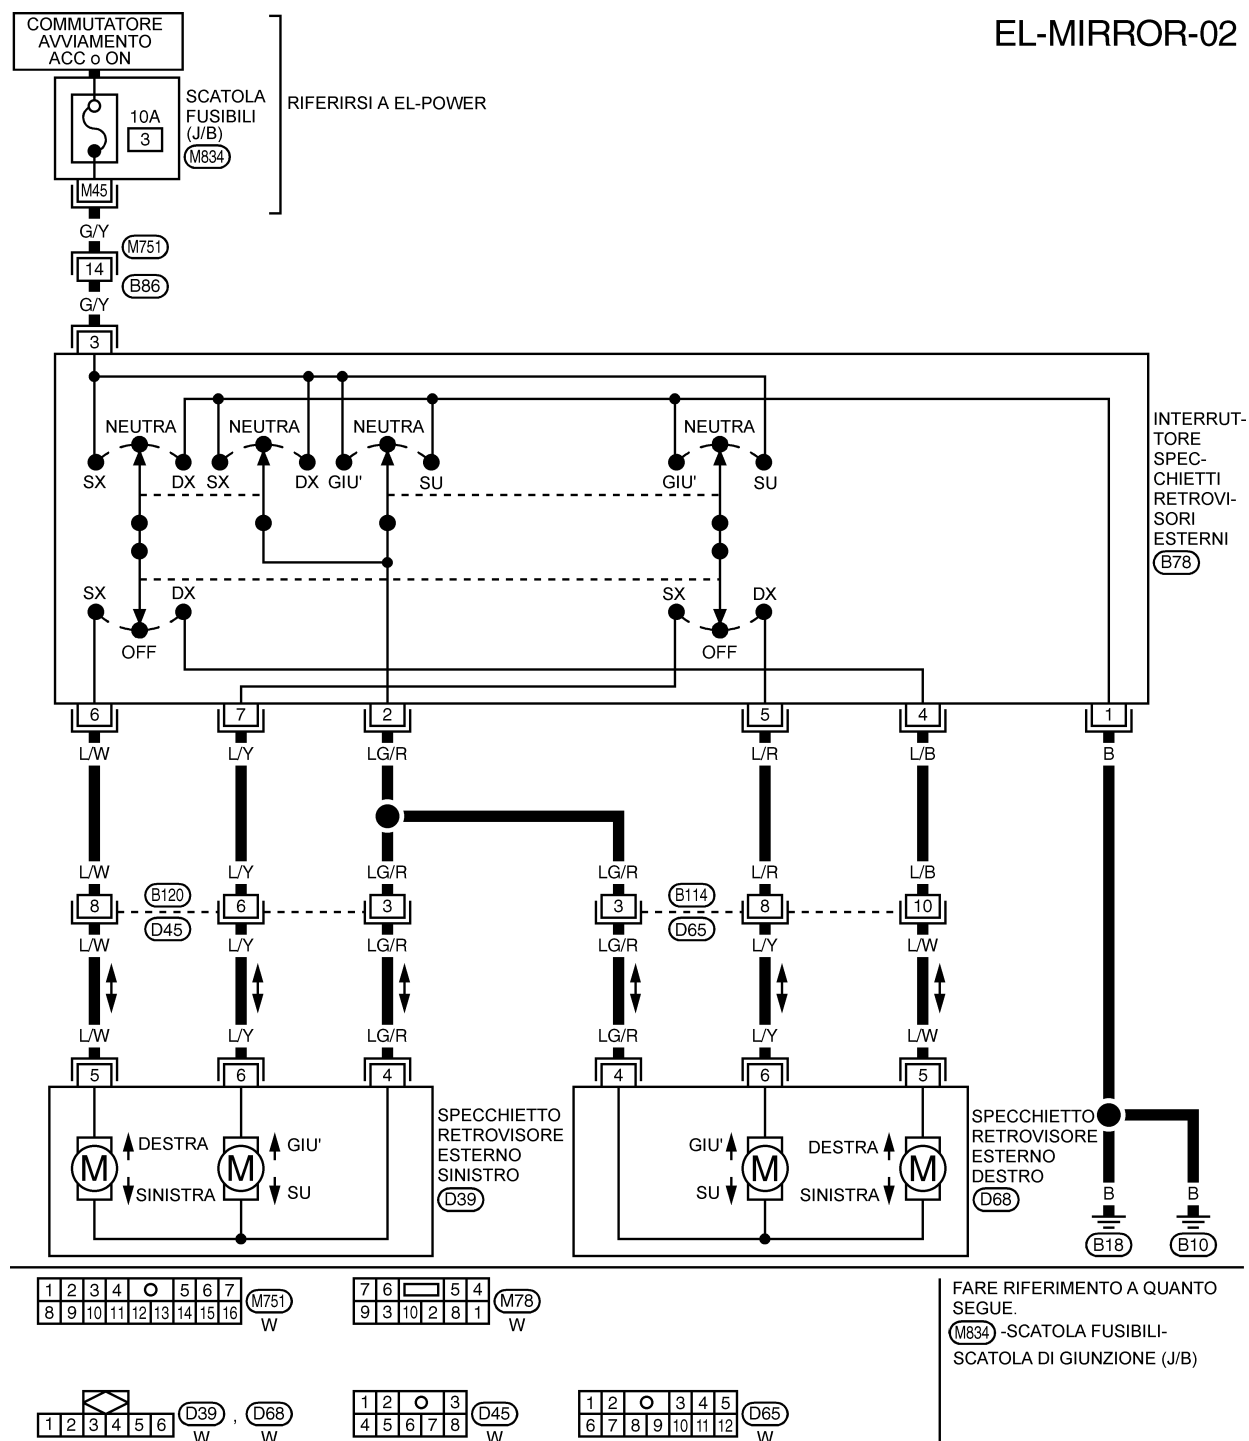 EL-MIRROR-02
COMMUTATORE
AVVIAMENTO
ACC o ON
SCATOLA
FUSIBILI
(J/B)
M834
10A
3
RIFERIRSI A EL-POWER
M45
G/Y
M751
14
B86
G/Y
3
NEUTRA NEUTRA NEUTRA NEUTRA
SX DX SX DX GIU' SU GIU' SU
INTERRUT-
TORE
SPEC-
CHIETTI
RETROVI-
SORI
ESTERNI
B78
SX DX SX DX
OFF OFF
6 7 2 5 4 1
L/W L/Y LG/R L/R L/B B
L/W L/Y LG/R LG/R L/R L/B
B120 B114
8 6 3 3 8 10
D45 D65
L/W L/Y LG/R LG/R L/Y L/W
L/W L/Y LG/R LG/R L/Y L/W
5 6 4 4 6 5
M DESTRA
SINISTRA
M GIU'
SU
SPECCHIETTO
RETROVISORE
ESTERNO
SINISTRO
D39
GIU'
SU M
DESTRA
SINISTRA M
SPECCHIETTO
RETROVISORE
ESTERNO
DESTRO
D68
B B
B18 B10
1 2 3 4 5 6 7
8 9 10 11 12 13 14 15 16
M751
W
7 6 5 4
9 3 10 2 8 1
M78
W
FARE RIFERIMENTO A QUANTO
SEGUE.
M834 -SCATOLA FUSIBILI-
SCATOLA DI GIUNZIONE (J/B)
1 2 3 4 5 6
D39 , D68
W W
1 2 3
4 5 6 7 8
D45
W
1 2 3 4 5
6 7 8 9 10 11 12
D65
W